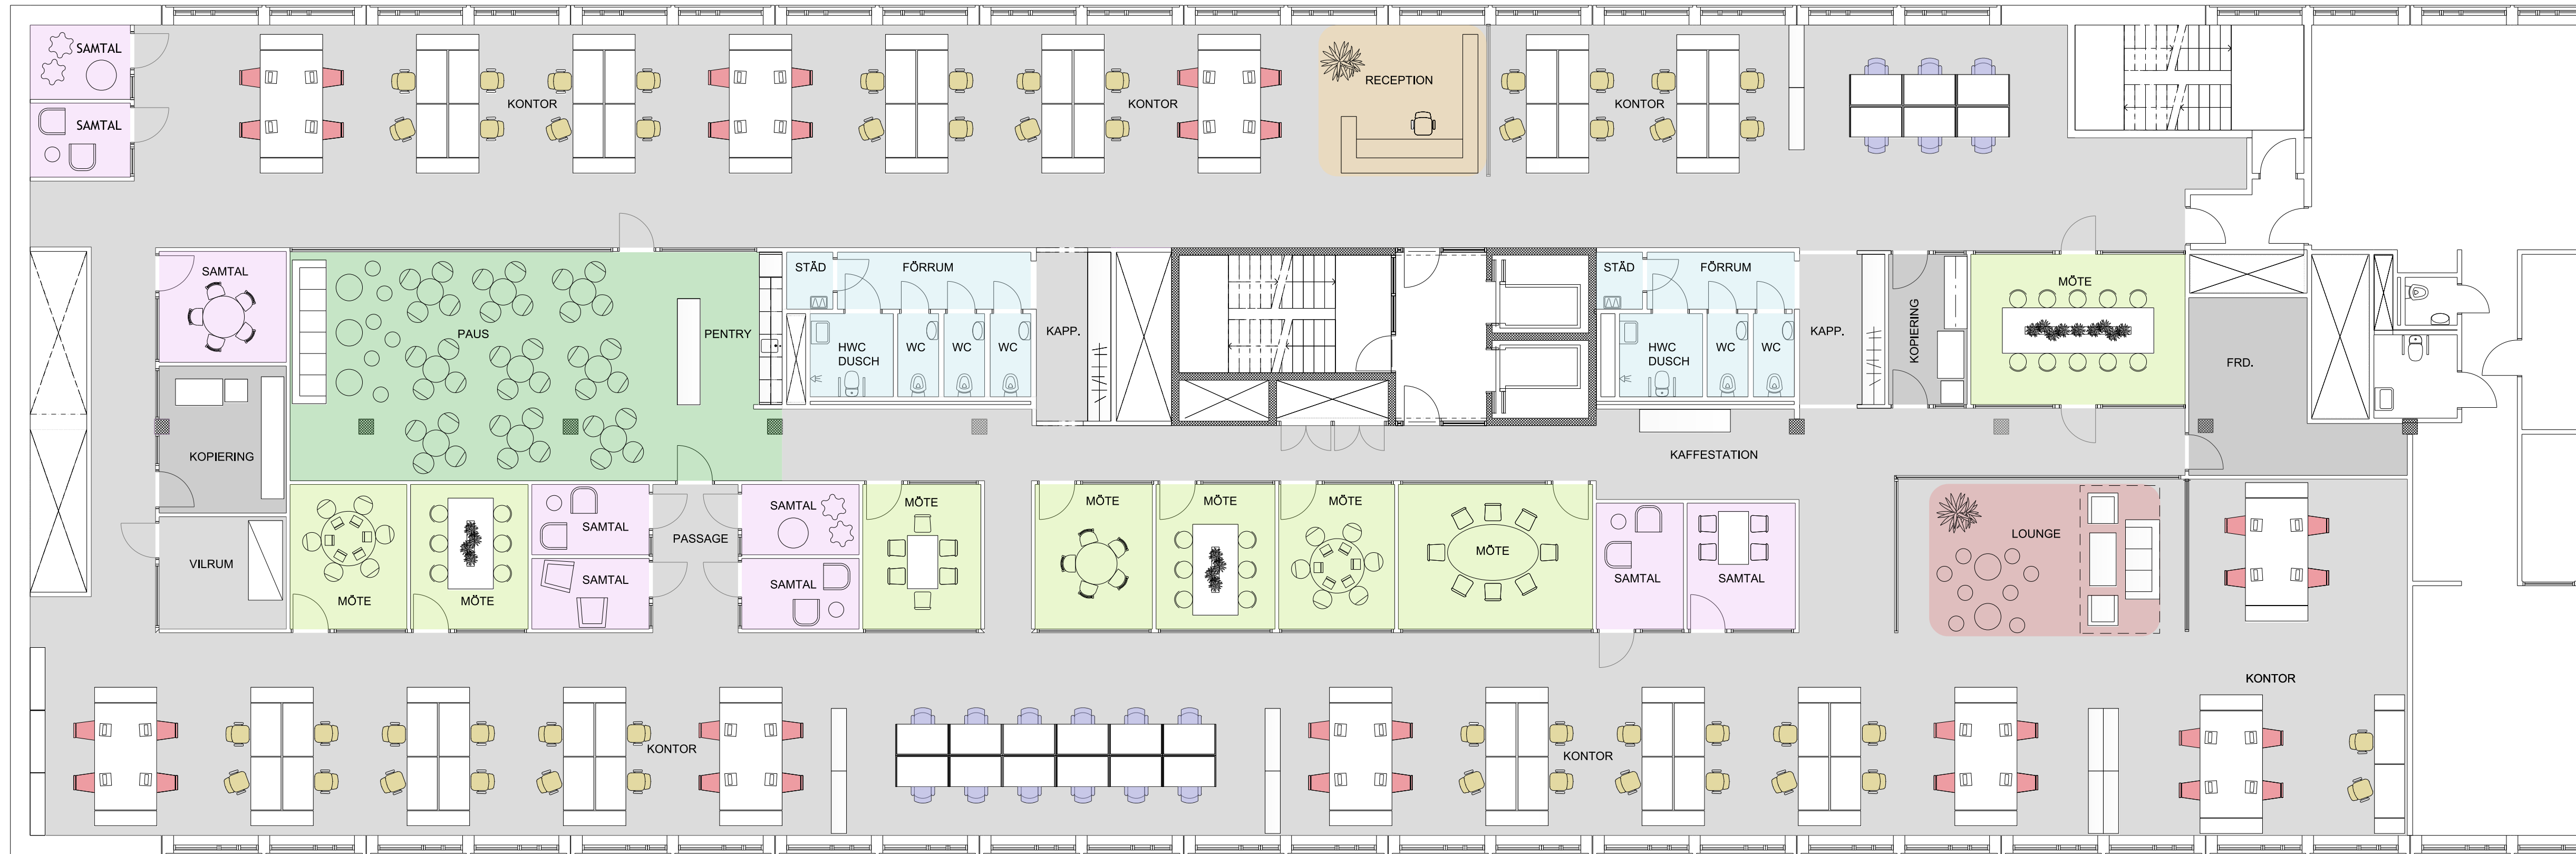 SAMTAL
SAMTAL
KONTOR
KONTOR
RECEPTION
KONTOR
SAMTAL
PAUS
PENTRY
STÄD
FÖRRUM
HWC
DUSCH
WC
WC
WC
KAPP.
STÄD
FÖRRUM
HWC
DUSCH
WC
WC
KAPP.
KOPIERING
MÖTE
FRD.
KOPIERING
KAFFESTATION
VILRUM
MÖTE
MÖTE
SAMTAL
SAMTAL
PASSAGE
SAMTAL
SAMTAL
MÖTE
MÖTE
MÖTE
MÖTE
MÖTE
SAMTAL
SAMTAL
LOUNGE
KONTOR
KONTOR
KONTOR